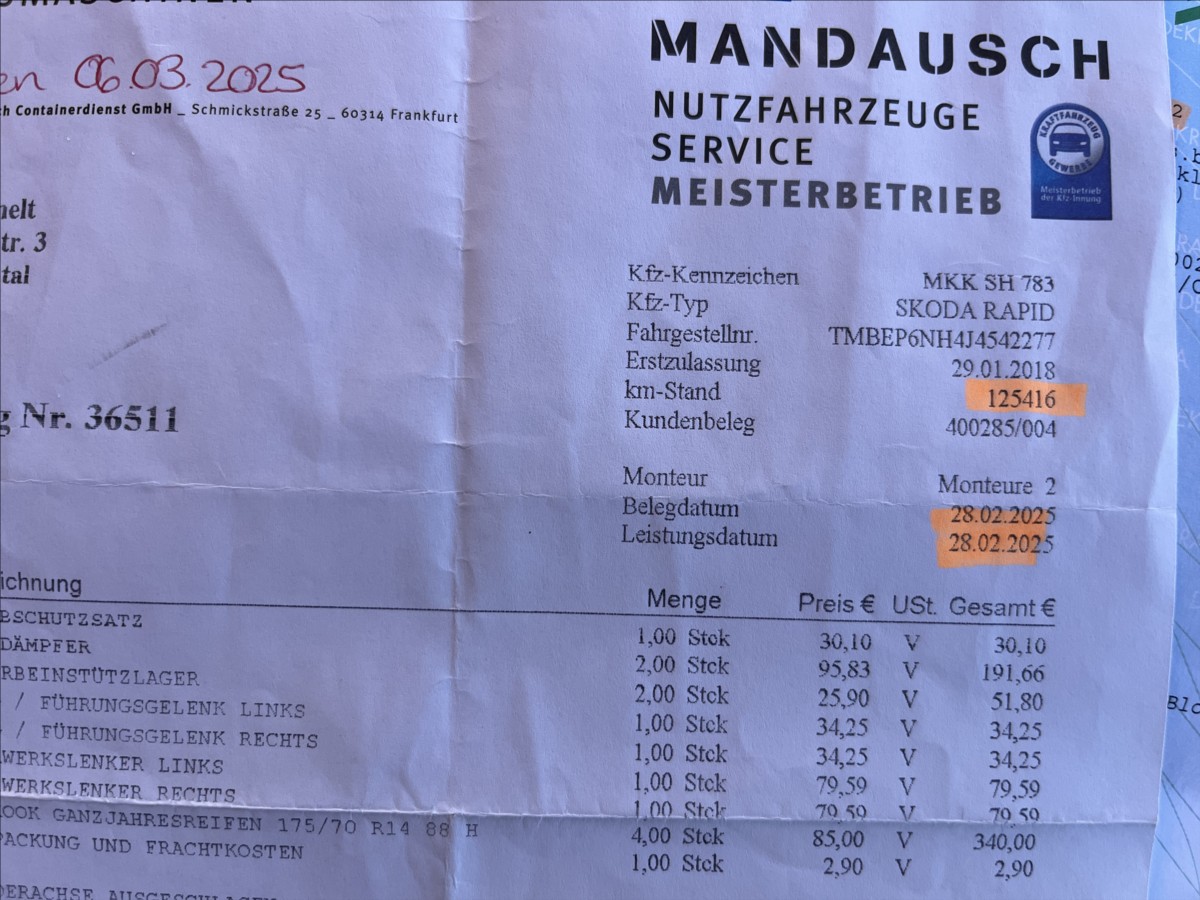 MANDAUSCH
NUTZFAHRZEUGE
SERVICE
MEISTERBETRIEB
KRAFTFAHRZEUG
GEWERBE
Meisterbetrieb
der Kfz-Innung
en 06.03.2025
ch Containerdienst GmbH _ Schmickstraße 25 _ 60314 Frankfurt
helt
tr. 3
tal
g Nr. 36511
Kfz-Kennzeichen MKK SH 783
Kfz-Typ SKODA RAPID
Fahrgestellnr. TMBEP6NH4J4542277
Erstzulassung 29.01.2018
km-Stand 125416
Kundenbeleg 400285/004
Monteur Monteure 2
Belegdatum 28.02.2025
Leistungsdatum 28.02.2025
ichnung Menge Preis € USt. Gesamt €
BSCHUTZSATZ 1,00 Stck 30,10 V 30,10
DÄMPFER 2,00 Stck 95,83 V 191,66
RBEINSTÜTZLAGER 2,00 Stck 25,90 V 51,80
/ FÜHRUNGSGELENK LINKS 1,00 Stck 34,25 V 34,25
/ FÜHRUNGSGELENK RECHTS 1,00 Stck 34,25 V 34,25
WERKSLENKER LINKS 1,00 Stck 79,59 V 79,59
WERKSLENKER RECHTS 1,00 Stck 79,59 V 79,59
OOK GANZJAHRESREIFEN 175/70 R14 88 H 4,00 Stck 85,00 V 340,00
PACKUNG UND FRACHTKOSTEN 1,00 Stck 2,90 V 2,90
DERACHSE AUSGESCHLAGEN